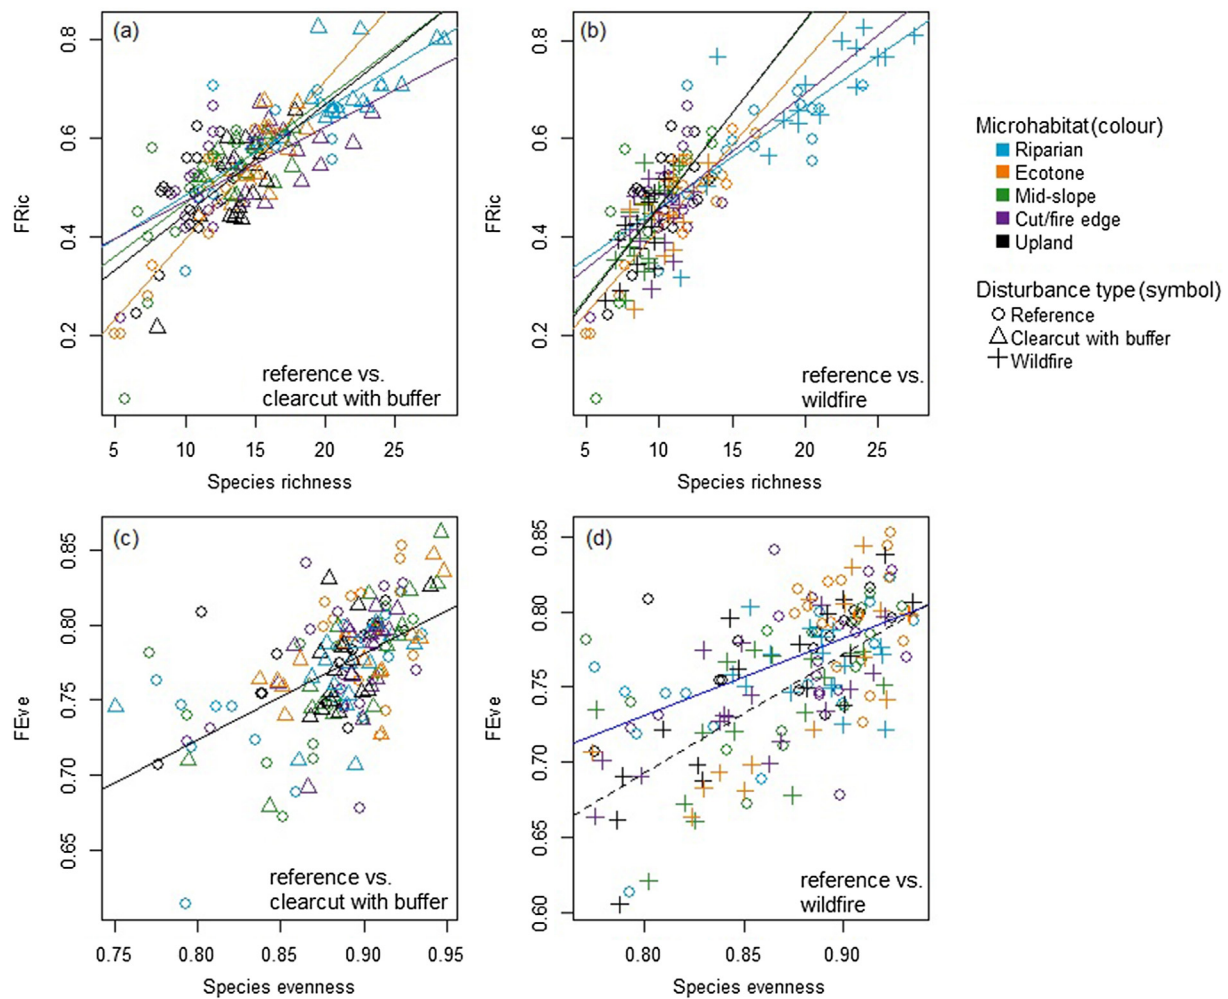 (a)
FRic
0.2
0.4
0.6
0.8
5
10
15
20
25
Species richness
reference vs.
clearcut with buffer
(b)
FRic
0.2
0.4
0.6
0.8
5
10
15
20
25
Species richness
reference vs.
wildfire
Microhabitat (colour)
Riparian
Ecotone
Mid-slope
Cut/fire edge
Upland
Disturbance type (symbol)
Reference
Clearcut with buffer
Wildfire
(c)
FEve
0.65
0.70
0.75
0.80
0.85
0.75
0.80
0.85
0.90
0.95
Species evenness
reference vs.
clearcut with buffer
(d)
FEve
0.60
0.65
0.70
0.75
0.80
0.85
0.80
0.85
0.90
Species evenness
reference vs.
wildfire